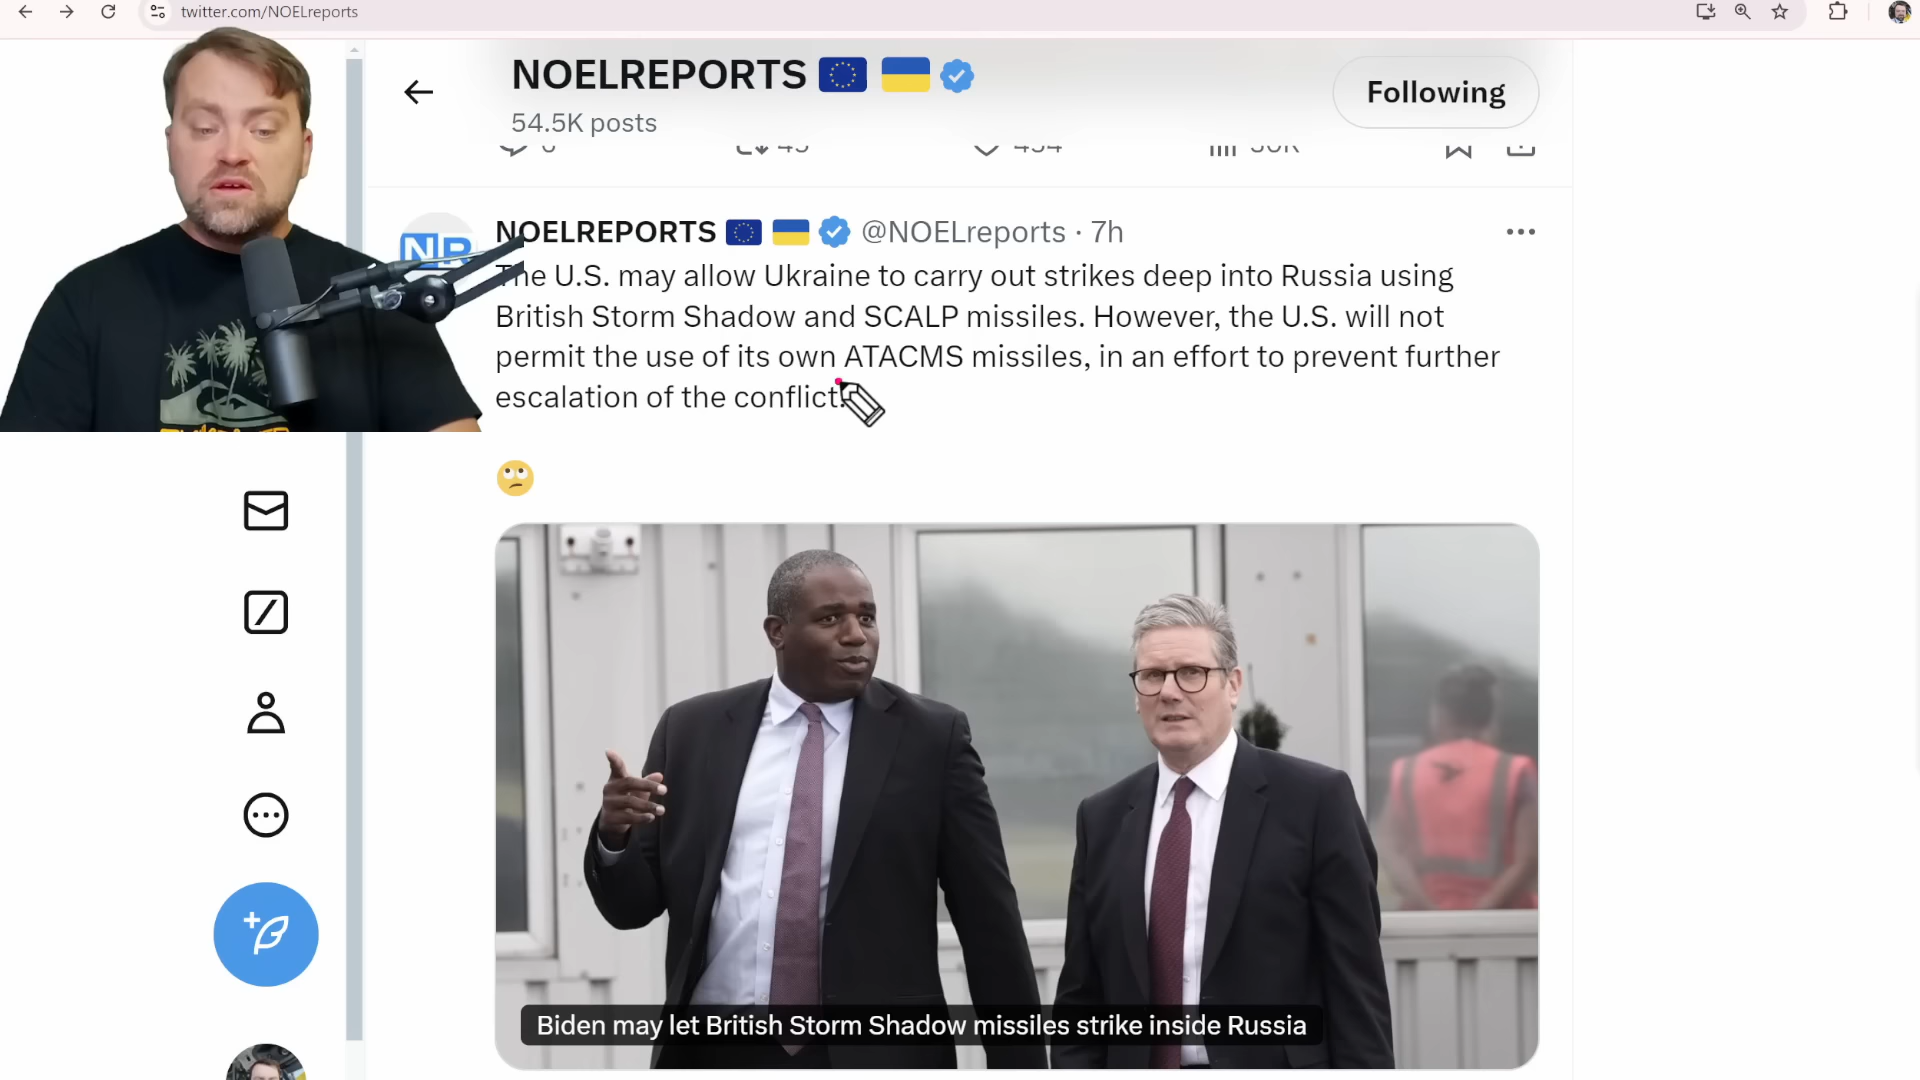 twitter.com/NOELreports
NOELREPORTS
Following
54.5K posts
NOELREPORTS @NOELreports · 7h
NR
The U.S. may allow Ukraine to carry out strikes deep into Russia using
British Storm Shadow and SCALP missiles. However, the U.S. will not
permit the use of its own ATACMS missiles, in an effort to prevent further
escalation of the conflict.
Biden may let British Storm Shadow missiles strike inside Russia